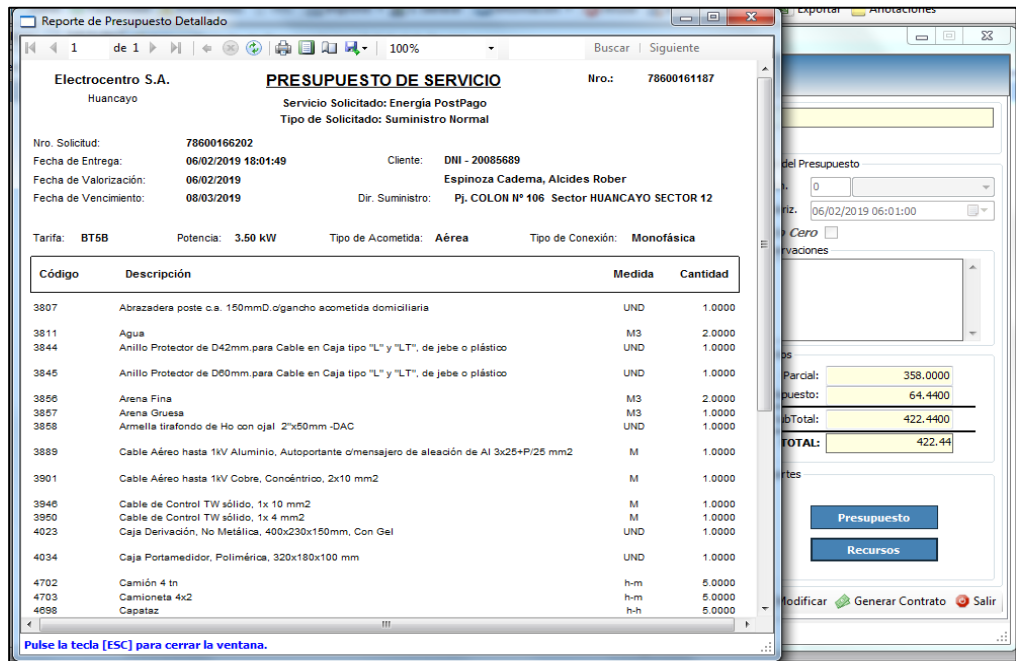 Reporte de Presupuesto Detallado
Exportar Anotaciones
1 de 1 100% Buscar Siguiente
Electrocentro S.A. PRESUPUESTO DE SERVICIO Nro.: 78600161187
Huancayo Servicio Solicitado: Energía PostPago
Tipo de Solicitado: Suministro Normal
Nro. Solicitud: 78600166202
Fecha de Entrega: 06/02/2019 18:01:49 Cliente: DNI - 20085689
Fecha de Valorización: 06/02/2019 Espinoza Cadema, Alcides Rober
Fecha de Vencimiento: 08/03/2019 Dir. Suministro: Pj. COLON Nº 106 Sector HUANCAYO SECTOR 12
Tarifa: BT5B Potencia: 3.50 kW Tipo de Acometida: Aérea Tipo de Conexión: Monofásica
Código Descripción Medida Cantidad
3807 Abrazadera poste c.a. 150mmD.c/gancho acometida domiciliaria UND 1.0000
3811 Agua M3 2.0000
3844 Anillo Protector de D42mm.para Cable en Caja tipo "L" y "LT", de jebe o plástico UND 1.0000
3845 Anillo Protector de D60mm.para Cable en Caja tipo "L" y "LT", de jebe o plástico UND 1.0000
3856 Arena Fina M3 2.0000
3857 Arena Gruesa M3 1.0000
3858 Armella tirafondo de Ho con ojal 2"x50mm -DAC UND 1.0000
3889 Cable Aéreo hasta 1kV Aluminio, Autoportante c/mensajero de aleación de Al 3x25+P/25 mm2 M 1.0000
3901 Cable Aéreo hasta 1kV Cobre, Concéntrico, 2x10 mm2 M 1.0000
3946 Cable de Control TW sólido, 1x 10 mm2 M 1.0000
3950 Cable de Control TW sólido, 1x 4 mm2 M 1.0000
4023 Caja Derivación, No Metálica, 400x230x150mm, Con Gel UND 1.0000
4034 Caja Portamedidor, Polimérica, 320x180x100 mm UND 1.0000
4702 Camión 4 tn h-m 5.0000
4703 Camioneta 4x2 h-m 5.0000
4698 Capataz h-h 5.0000
Pulse la tecla [ESC] para cerrar la ventana.
del Presupuesto
0
riz. 06/02/2019 06:01:00
Cero
rvaciones
os
Parcial: 358.0000
puesto: 64.4400
ubTotal: 422.4400
TOTAL: 422.44
rtes
Presupuesto
Recursos
Modificar Generar Contrato Salir